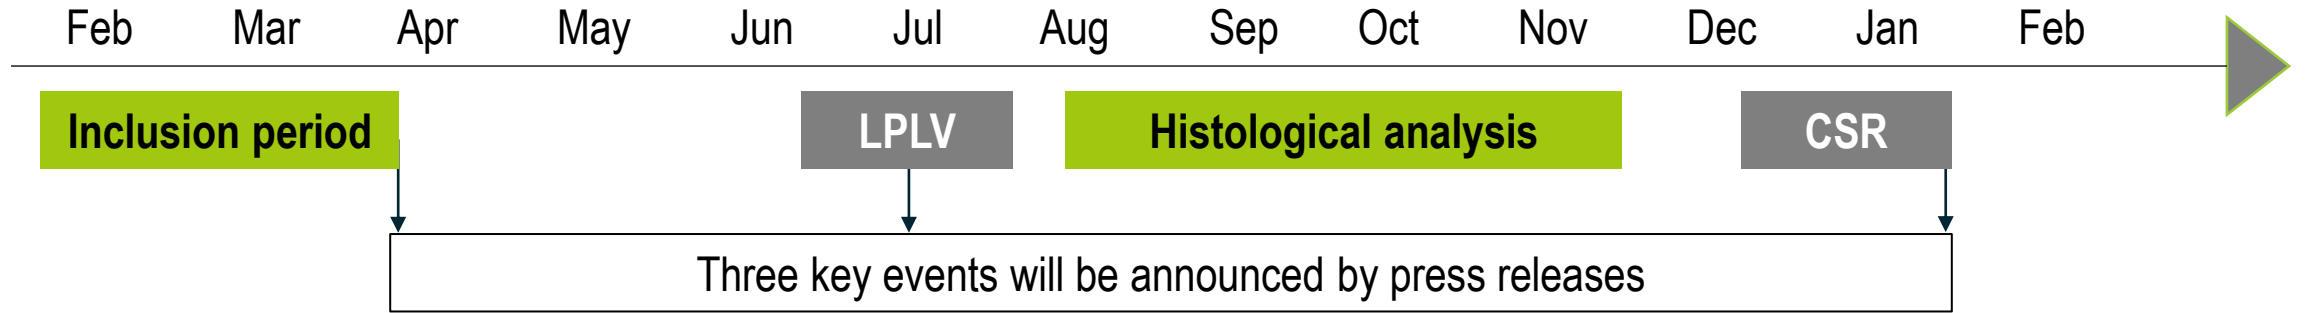 Feb Mar Apr May Jun Jul Aug Sep Oct Nov Dec Jan Feb
Inclusion period LPLV Histological analysis CSR
Three key events will be announced by press releases